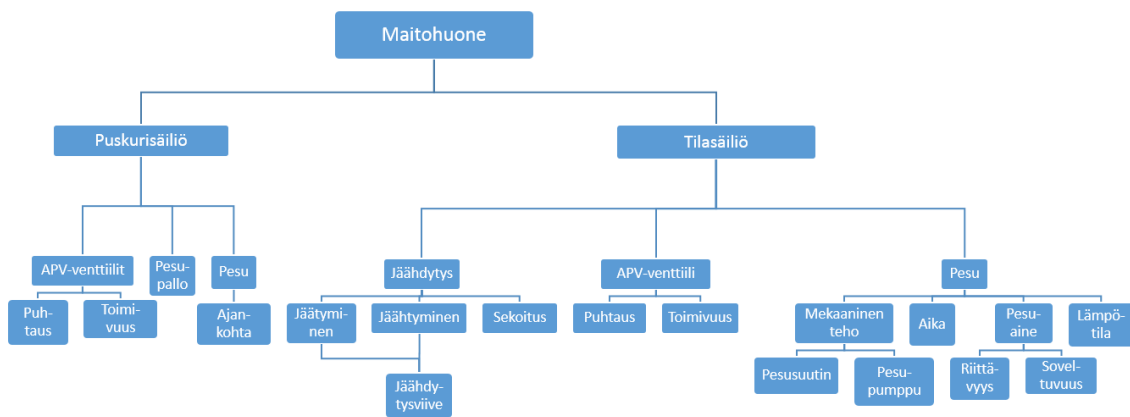 Maitohuone
Puskurisäiliö
Tilasäiliö
APV-venttiilit
Pesu-
pallo
Pesu
Jäähdytys
APV-venttiili
Pesu
Puh-
taus
Toimi-
vuus
Ajan-
kohta
Jäätymi-
nen
Jäähtyminen
Sekoitus
Puhtaus
Toimivuus
Mekaaninen
teho
Aika
Pesu-
aine
Lämpö-
tila
Jäähdy-
tysviive
Pesusuutin
Pesu-
pumppu
Riittä-
vyys
Sovel-
tuvuus